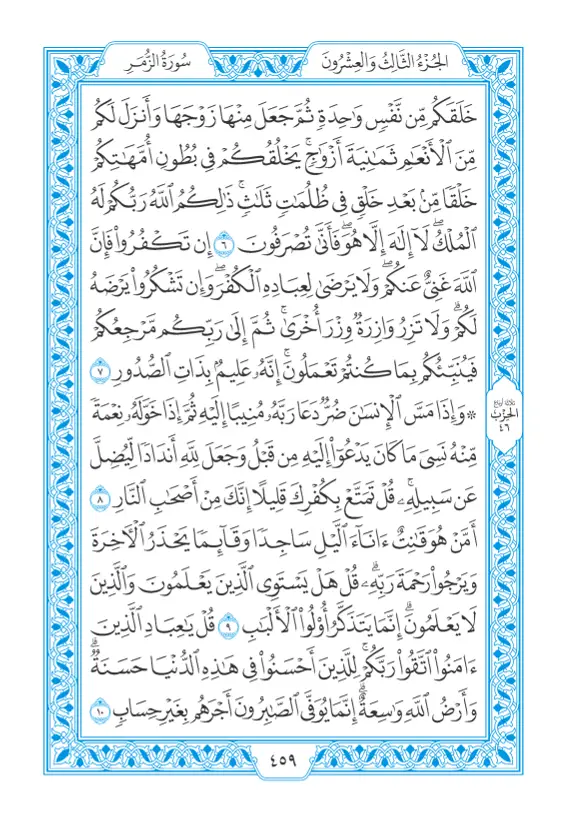 الجُزْءُ الثَّالِثُ وَالعِشْرُونَ
سُورَةُ الزُّمَرِ
خَلَقَكُم مِّن نَّفْسٖ وَٰحِدَةٖ ثُمَّ جَعَلَ مِنۡهَا زَوۡجَهَا وَأَنزَلَ لَكُم
مِّنَ ٱلۡأَنۡعَٰمِ ثَمَٰنِيَةَ أَزۡوَٰجٖۚ يَخۡلُقُكُمۡ فِي بُطُونِ أُمَّهَٰتِكُمۡ
خَلۡقٗا مِّنۢ بَعۡدِ خَلۡقٖ فِي ظُلُمَٰتٖ ثَلَٰثٖۚ ذَٰلِكُمُ ٱللَّهُ رَبُّكُمۡ لَهُ
ٱلۡمُلۡكُۖ لَآ إِلَٰهَ إِلَّا هُوَۖ فَأَنَّىٰ تُصۡرَفُونَ ٦ إِن تَكۡفُرُواْ فَإِنَّ
ٱللَّهَ غَنِيٌّ عَنكُمۡۖ وَلَا يَرۡضَىٰ لِعِبَادِهِ ٱلۡكُفۡرَۖ وَإِن تَشۡكُرُواْ يَرۡضَهُ
لَكُمۡۗ وَلَا تَزِرُ وَازِرَةٞ وِزۡرَ أُخۡرَىٰۚ ثُمَّ إِلَىٰ رَبِّكُم مَّرۡجِعُكُمۡ
فَيُنَبِّئُكُم بِمَا كُنتُمۡ تَعۡمَلُونَۚ إِنَّهُۥ عَلِيمُۢ بِذَاتِ ٱلصُّدُورِ ٧
۞ وَإِذَا مَسَّ ٱلۡإِنسَٰنَ ضُرّٞ دَعَا رَبَّهُۥ مُنِيبًا إِلَيۡهِ ثُمَّ إِذَا خَوَّلَهُۥ نِعۡمَةٗ
مِّنۡهُ نَسِيَ مَا كَانَ يَدۡعُوٓاْ إِلَيۡهِ مِن قَبۡلُ وَجَعَلَ لِلَّهِ أَندَادٗا لِّيُضِلَّ
عَن سَبِيلِهِۦۚ قُلۡ تَمَتَّعۡ بِكُفۡرِكَ قَلِيلًا إِنَّكَ مِنۡ أَصۡحَٰبِ ٱلنَّارِ ٨
أَمَّنۡ هُوَ قَٰنِتٌ ءَانَآءَ ٱلَّيۡلِ سَاجِدٗا وَقَآئِمٗا يَحۡذَرُ ٱلۡأٓخِرَةَ
وَيَرۡجُواْ رَحۡمَةَ رَبِّهِۦۗ قُلۡ هَلۡ يَسۡتَوِي ٱلَّذِينَ يَعۡلَمُونَ وَٱلَّذِينَ
لَا يَعۡلَمُونَۗ إِنَّمَا يَتَذَكَّرُ أُوْلُواْ ٱلۡأَلۡبَٰبِ ٩ قُلۡ يَٰعِبَادِ ٱلَّذِينَ
ءَامَنُواْ ٱتَّقُواْ رَبَّكُمۡۚ لِلَّذِينَ أَحۡسَنُواْ فِي هَٰذِهِ ٱلدُّنۡيَا حَسَنَةٞۗ
وَأَرۡضُ ٱللَّهِ وَٰسِعَةٌۗ إِنَّمَا يُوَفَّى ٱلصَّٰبِرُونَ أَجۡرَهُم بِغَيۡرِ حِسَابٖ ١٠
ثلاثة أرباع
الحزب
٤٦
٤٥٩